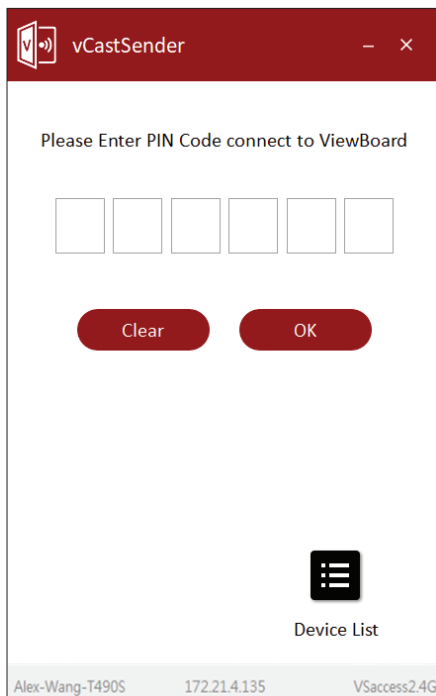 vCastSender
Please Enter PIN Code connect to ViewBoard
Clear OK
Device List
Alex-Wang-T490S 172.21.4.135 VSaccess2.4G